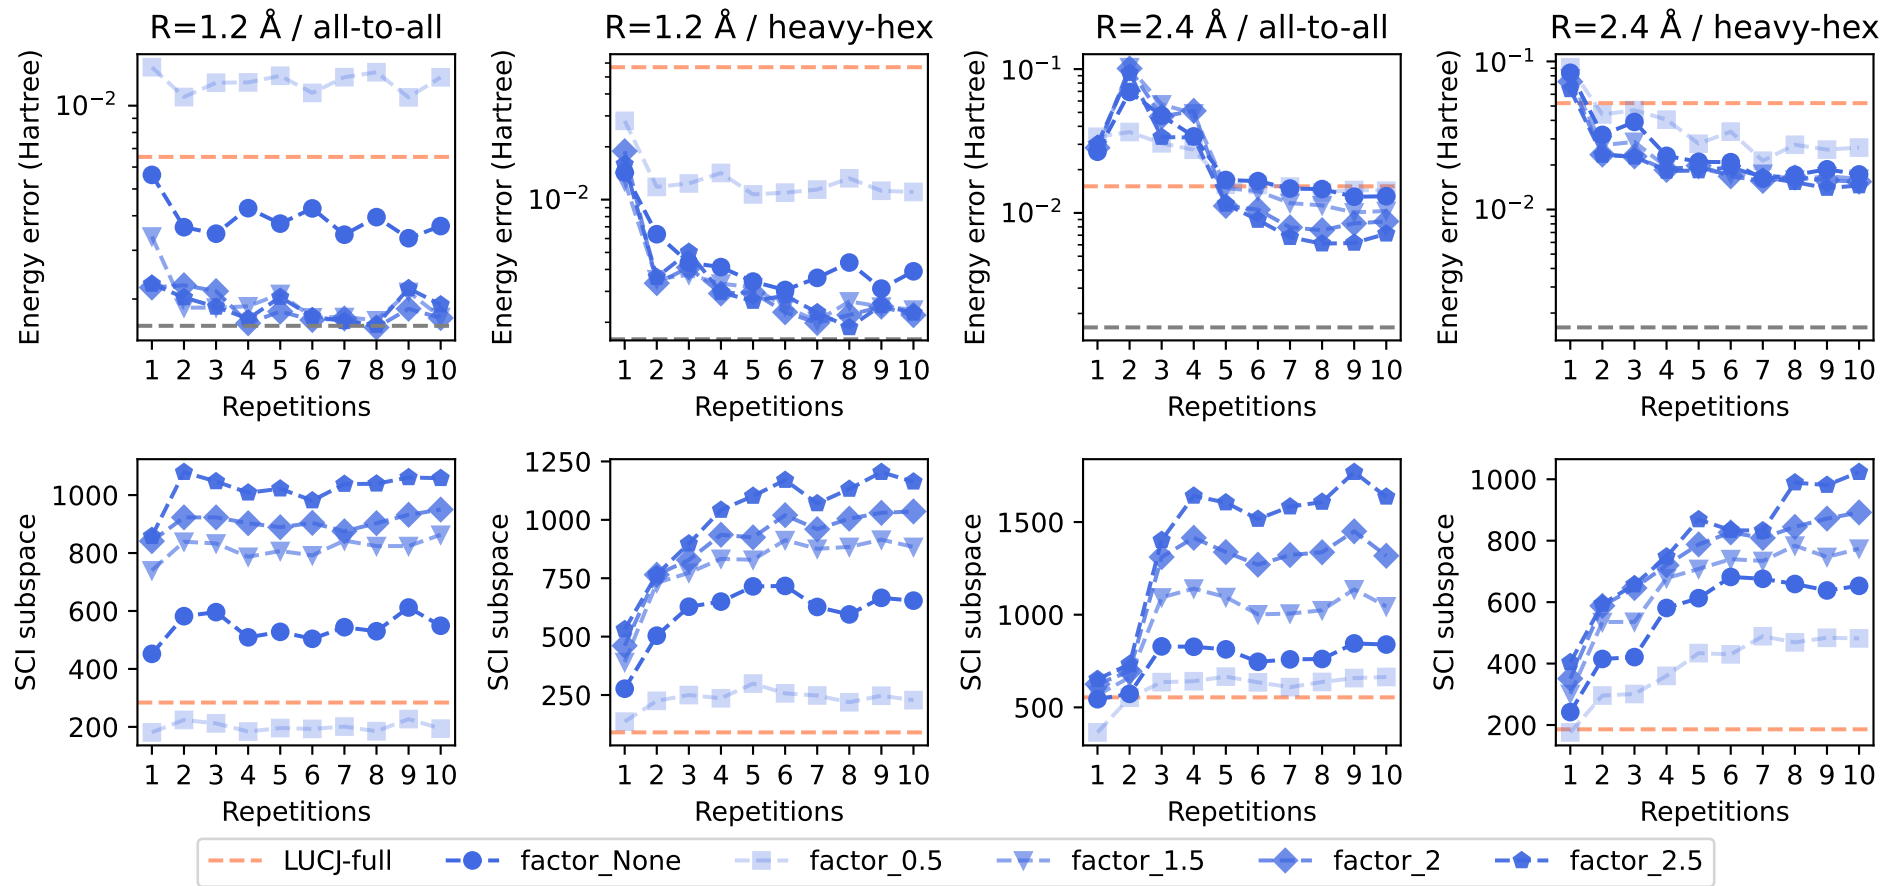 R=1.2 Å / all-to-all
R=1.2 Å / heavy-hex
R=2.4 Å / all-to-all
R=2.4 Å / heavy-hex
Energy error (Hartree)
10⁻²
1 2 3 4 5 6 7 8 9 10
Repetitions
Energy error (Hartree)
10⁻²
1 2 3 4 5 6 7 8 9 10
Repetitions
Energy error (Hartree)
10⁻¹
10⁻²
1 2 3 4 5 6 7 8 9 10
Repetitions
Energy error (Hartree)
10⁻¹
10⁻²
1 2 3 4 5 6 7 8 9 10
Repetitions
SCI subspace
1000
800
600
400
200
1 2 3 4 5 6 7 8 9 10
Repetitions
SCI subspace
1250
1000
750
500
250
1 2 3 4 5 6 7 8 9 10
Repetitions
SCI subspace
1500
1000
500
1 2 3 4 5 6 7 8 9 10
Repetitions
SCI subspace
1000
800
600
400
200
1 2 3 4 5 6 7 8 9 10
Repetitions
LUCJ-full factor_None factor_0.5 factor_1.5 factor_2 factor_2.5